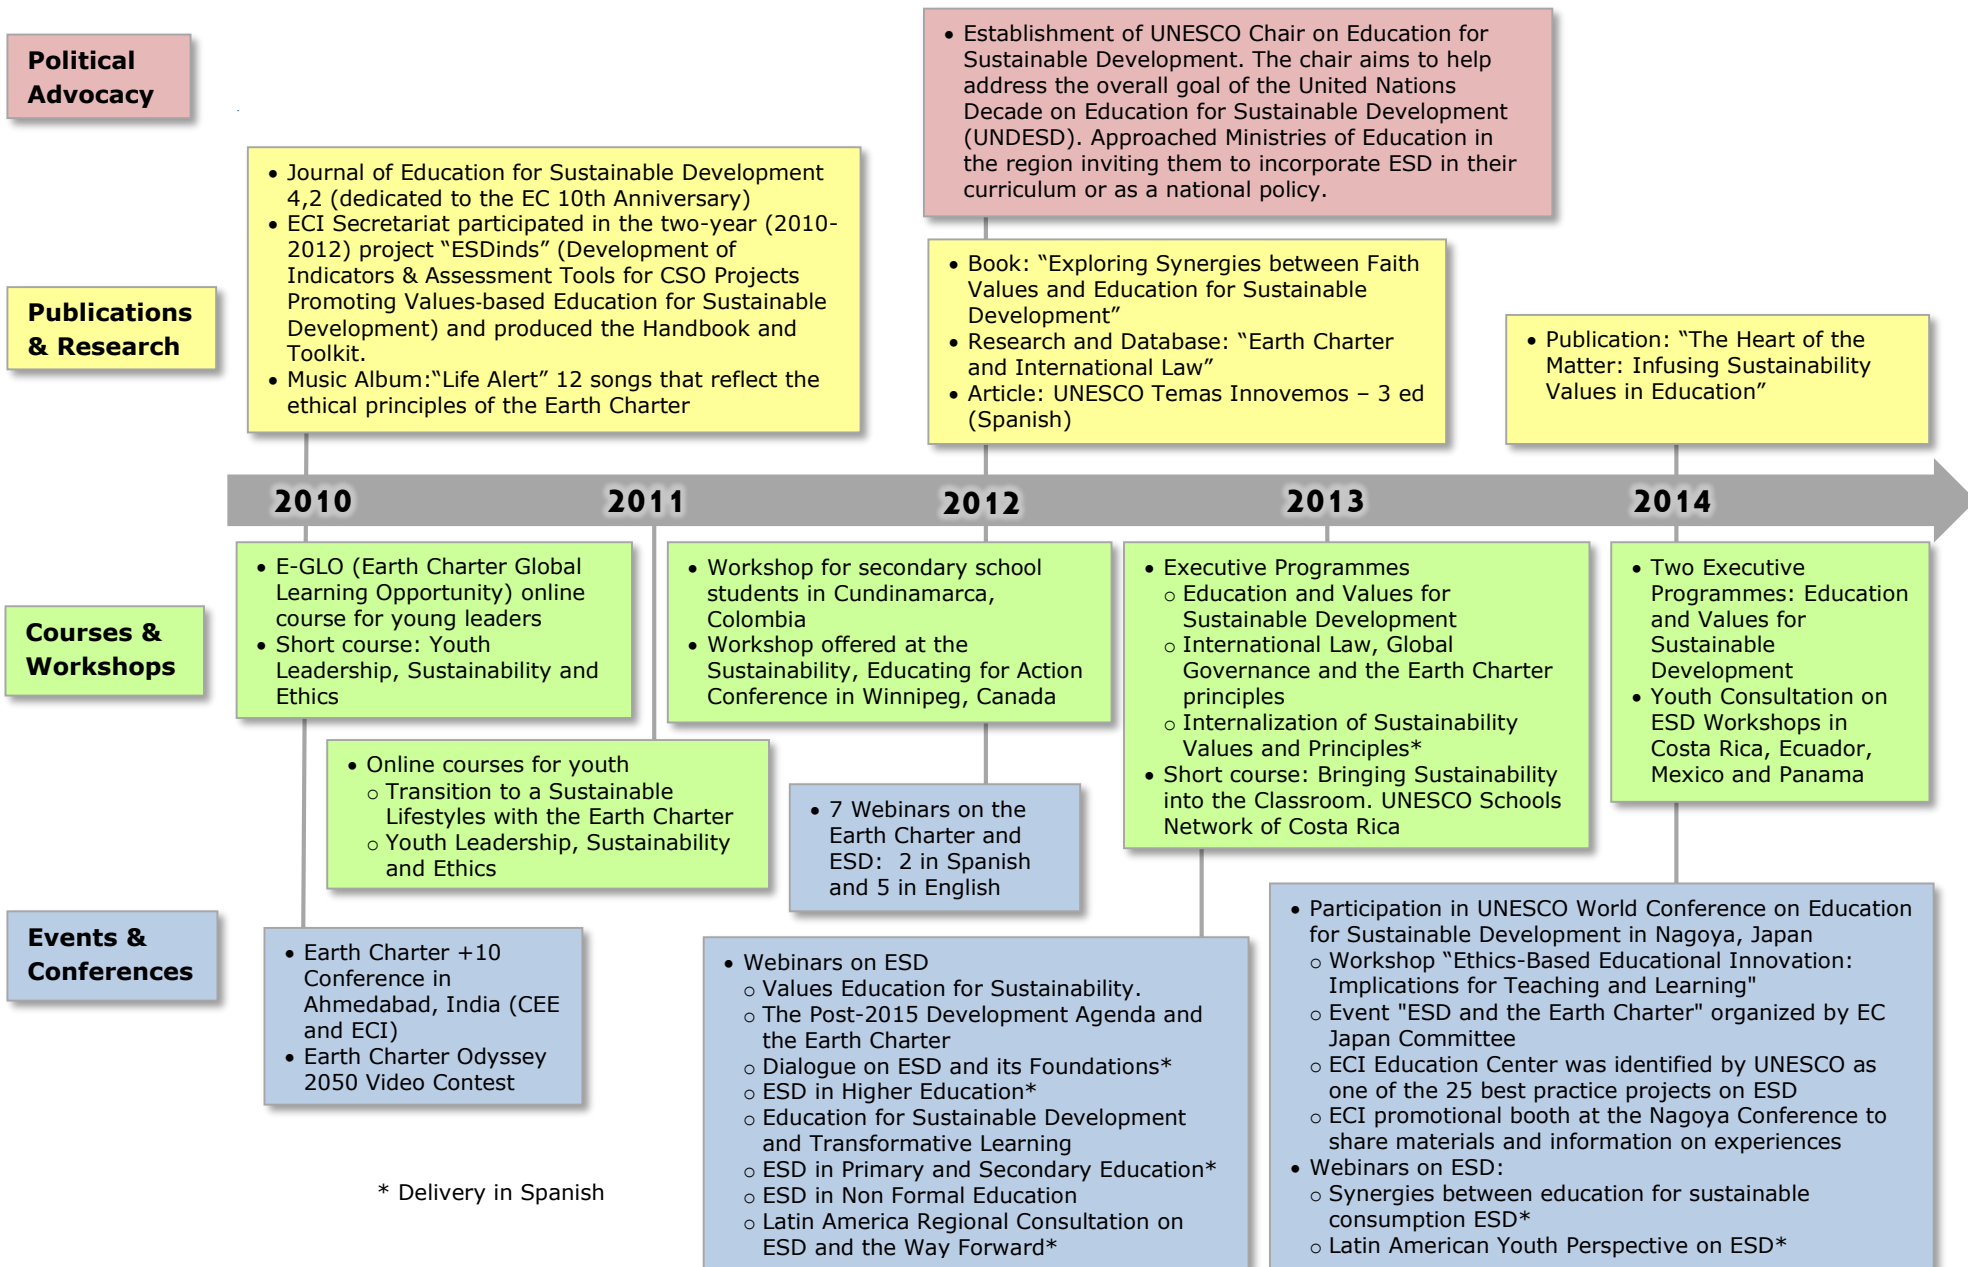 Political
Advocacy
• Establishment of UNESCO Chair on Education for
Sustainable Development. The chair aims to help
address the overall goal of the United Nations
Decade on Education for Sustainable Development
(UNDESD). Approached Ministries of Education in
the region inviting them to incorporate ESD in their
curriculum or as a national policy.
Publications
& Research
• Journal of Education for Sustainable Development
4,2 (dedicated to the EC 10th Anniversary)
• ECI Secretariat participated in the two-year (2010-
2012) project “ESDinds” (Development of
Indicators & Assessment Tools for CSO Projects
Promoting Values-based Education for Sustainable
Development) and produced the Handbook and
Toolkit.
• Music Album:“Life Alert” 12 songs that reflect the
ethical principles of the Earth Charter
• Book: “Exploring Synergies between Faith
Values and Education for Sustainable
Development”
• Research and Database: “Earth Charter
and International Law”
• Article: UNESCO Temas Innovemos – 3 ed
(Spanish)
• Publication: “The Heart of the
Matter: Infusing Sustainability
Values in Education”
2010
2011
2012
2013
2014
Courses &
Workshops
• E-GLO (Earth Charter Global
Learning Opportunity) online
course for young leaders
• Short course: Youth
Leadership, Sustainability and
Ethics
• Online courses for youth
o Transition to a Sustainable
Lifestyles with the Earth Charter
o Youth Leadership, Sustainability
and Ethics
• Workshop for secondary school
students in Cundinamarca,
Colombia
• Workshop offered at the
Sustainability, Educating for Action
Conference in Winnipeg, Canada
• Executive Programmes
o Education and Values for
Sustainable Development
o International Law, Global
Governance and the Earth Charter
principles
o Internalization of Sustainability
Values and Principles*
• Short course: Bringing Sustainability
into the Classroom. UNESCO Schools
Network of Costa Rica
• Two Executive
Programmes: Education
and Values for
Sustainable
Development
• Youth Consultation on
ESD Workshops in
Costa Rica, Ecuador,
Mexico and Panama
Events &
Conferences
• Earth Charter +10
Conference in
Ahmedabad, India (CEE
and ECI)
• Earth Charter Odyssey
2050 Video Contest
• 7 Webinars on the
Earth Charter and
ESD: 2 in Spanish
and 5 in English
• Webinars on ESD
o Values Education for Sustainability.
o The Post-2015 Development Agenda and
the Earth Charter
o Dialogue on ESD and its Foundations*
o ESD in Higher Education*
o Education for Sustainable Development
and Transformative Learning
o ESD in Primary and Secondary Education*
o ESD in Non Formal Education
o Latin America Regional Consultation on
ESD and the Way Forward*
• Participation in UNESCO World Conference on Education
for Sustainable Development in Nagoya, Japan
o Workshop “Ethics-Based Educational Innovation:
Implications for Teaching and Learning"
o Event "ESD and the Earth Charter" organized by EC
Japan Committee
o ECI Education Center was identified by UNESCO as
one of the 25 best practice projects on ESD
o ECI promotional booth at the Nagoya Conference to
share materials and information on experiences
• Webinars on ESD:
o Synergies between education for sustainable
consumption ESD*
o Latin American Youth Perspective on ESD*
* Delivery in Spanish